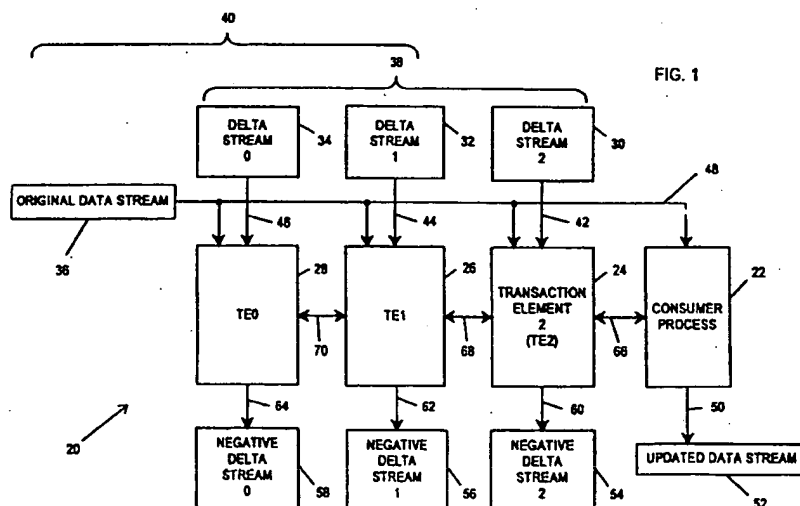 40
38
FIG. 1
DELTA
STREAM
0
34
DELTA
STREAM
1
32
DELTA
STREAM
2
30
48
ORIGINAL DATA STREAM
46
44
42
36
28
26
24
22
TE0
TE1
TRANSACTION
ELEMENT
2
(TE2)
CONSUMER
PROCESS
70
68
66
64
62
60
50
20
NEGATIVE
DELTA
STREAM
0
58
NEGATIVE
DELTA
STREAM
1
56
NEGATIVE
DELTA
STREAM
2
54
UPDATED DATA STREAM
52